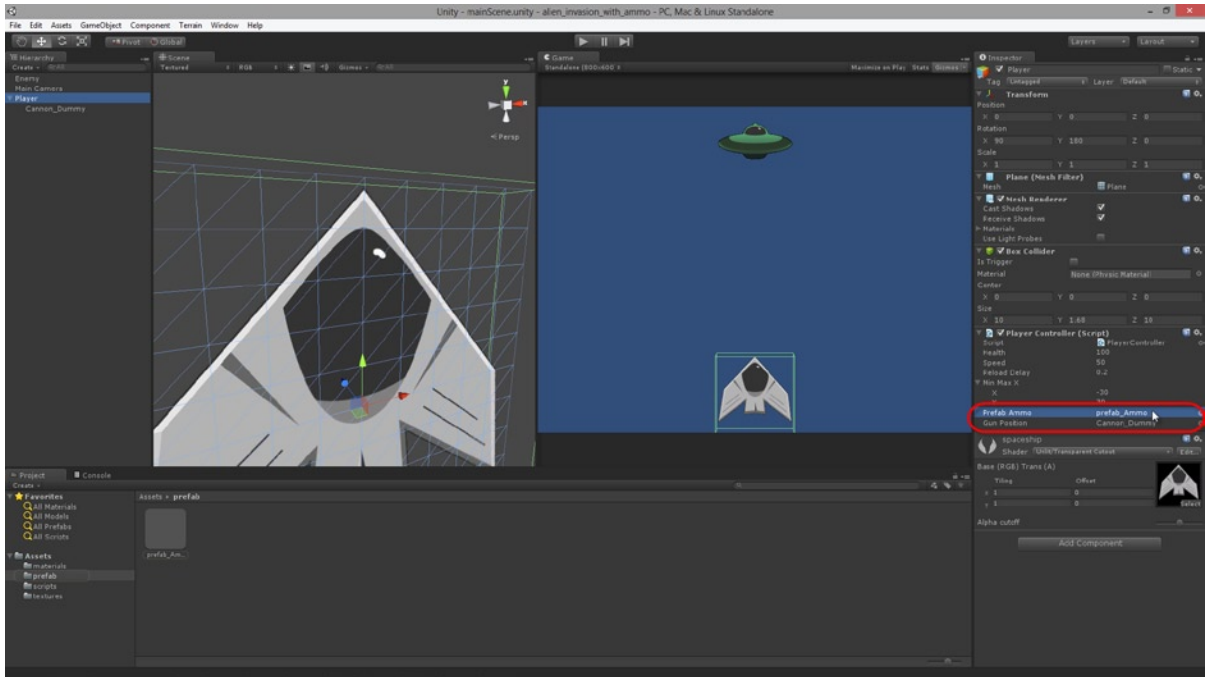 Unity - mainScene.unity - alien_invasion_with_ammo - PC, Mac & Linux Standalone
File Edit Assets GameObject Component Terrain Window Help
Pivot Global
Layers Layout
Hierarchy
Create
Enemy
Main Camera
Player
Cannon_Dummy
Scene
Textured RGB Gizmos
y
x
Persp
Game
Standalone (800x600) Maximize on Play Stats Gizmos
Inspector
Player Static
Tag Untagged Layer Default
Transform
Position
X 0 Y 0 Z 0
Rotation
X 90 Y 180 Z 0
Scale
X 1 Y 1 Z 1
Plane (Mesh Filter)
Mesh Plane
Mesh Renderer
Cast Shadows
Receive Shadows
Materials
Use Light Probes
Box Collider
Is Trigger
Material None (Physic Material)
Center
X 0 Y 0 Z 0
Size
X 10 Y 1.68 Z 10
Player Controller (Script)
Script PlayerController
Health 100
Speed 50
Reload Delay 0.2
Min Max X
X -30
Prefab Ammo prefab_Ammo
Gun Position Cannon_Dummy
spaceship
Shader Unlit/Transparent Cutout Edit...
Base (RGB) Trans (A)
Tiling Offset
x 1 0
y 1 0
Select
Alpha cutoff
Add Component
Project Console
Create
Favorites
All Materials
All Models
All Prefabs
All Scripts
Assets
materials
prefab
scripts
textures
Assets prefab
prefab_Am...